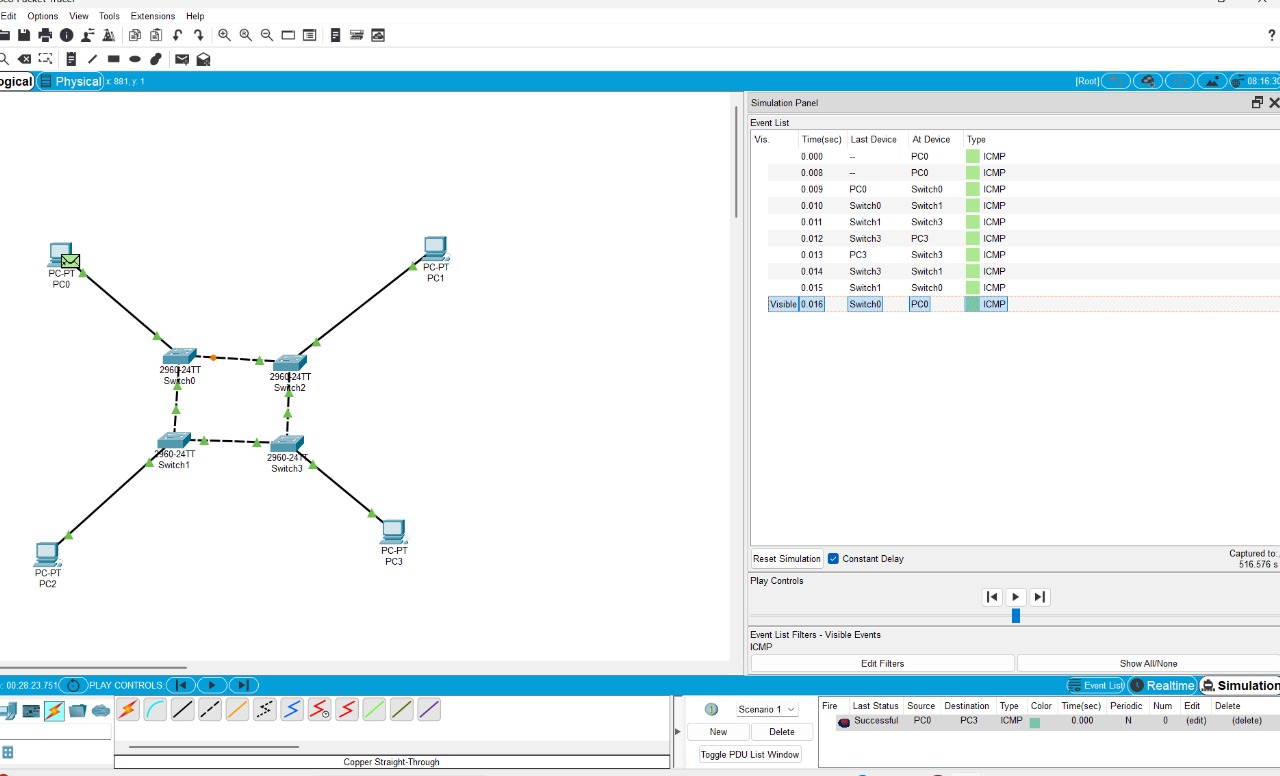 Edit Options View Tools Extensions Help
?
ogical Physical x: 881, y: 1 [Root] 08:16:30
Simulation Panel
Event List
Vis. Time(sec) Last Device At Device Type
0.000 -- PC0 ICMP
0.008 -- PC0 ICMP
0.009 PC0 Switch0 ICMP
0.010 Switch0 Switch1 ICMP
0.011 Switch1 Switch3 ICMP
0.012 Switch3 PC3 ICMP
0.013 PC3 Switch3 ICMP
0.014 Switch3 Switch1 ICMP
0.015 Switch1 Switch0 ICMP
Visible 0.016 Switch0 PC0 ICMP
PC-PT
PC0
PC-PT
PC1
2960-24TT
Switch0
2960-24TT
Switch2
2960-24TT
Switch1
2960-24TT
Switch3
PC-PT
PC2
PC-PT
PC3
Reset Simulation Constant Delay
Captured to:
516.576 s
Play Controls
Event List Filters - Visible Events
ICMP
Edit Filters Show All/None
: 00:28:23.751 PLAY CONTROLS: Event List Realtime Simulation
Scenario 1
New Delete
Toggle PDU List Window
Fire Last Status Source Destination Type Color Time(sec) Periodic Num Edit Delete
Successful PC0 PC3 ICMP 0.000 N 0 (edit) (delete)
Copper Straight-Through